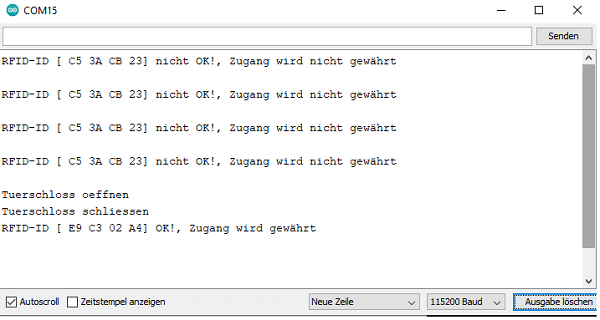 COM15
Senden
RFID-ID [ C5 3A CB 23] nicht OK!, Zugang wird nicht gewährt
RFID-ID [ C5 3A CB 23] nicht OK!, Zugang wird nicht gewährt
RFID-ID [ C5 3A CB 23] nicht OK!, Zugang wird nicht gewährt
RFID-ID [ C5 3A CB 23] nicht OK!, Zugang wird nicht gewährt
Tuerschloss oeffnen
Tuerschloss schliessen
RFID-ID [ E9 C3 02 A4] OK!, Zugang wird gewährt
Autoscroll Zeitstempel anzeigen Neue Zeile 115200 Baud Ausgabe löschen